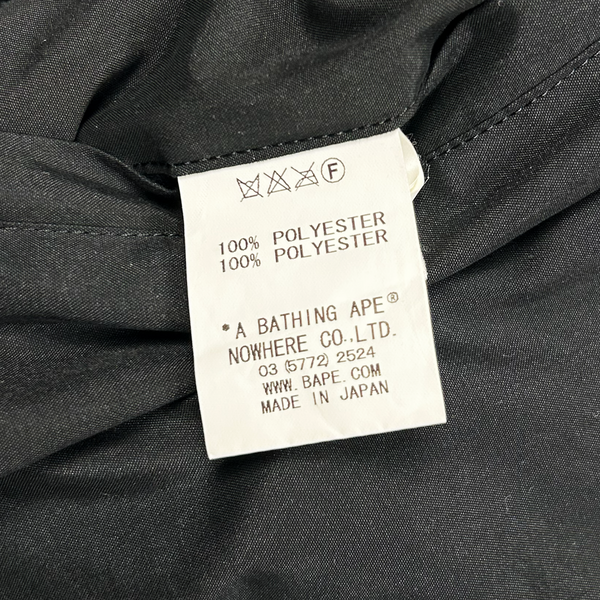 F
100% POLYESTER
100% POLYESTER
*A BATHING APE®
NOWHERE CO.,LTD.
03 (5772) 2524
WWW.BAPE.COM
MADE IN JAPAN